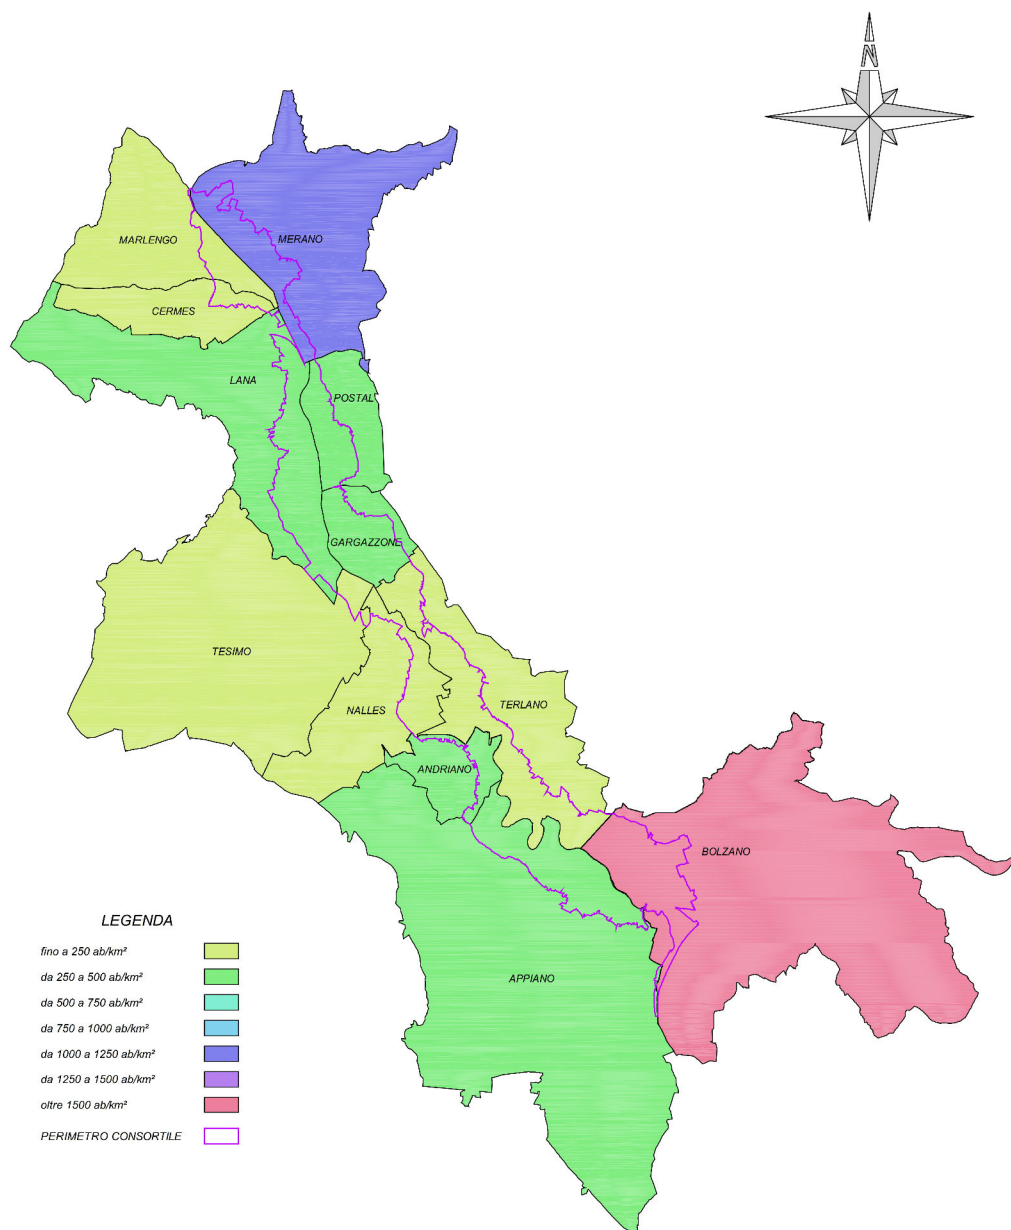 N
MARLENGO
MERANO
CERMES
LANA
POSTAL
GARGAZZONE
TESIMO
NALLES
TERLANO
ANDRIANO
BOLZANO
APPIANO
LEGENDA
fino a 250 ab/km²
da 250 a 500 ab/km²
da 500 a 750 ab/km²
da 750 a 1000 ab/km²
da 1000 a 1250 ab/km²
da 1250 a 1500 ab/km²
oltre 1500 ab/km²
PERIMETRO CONSORTILE